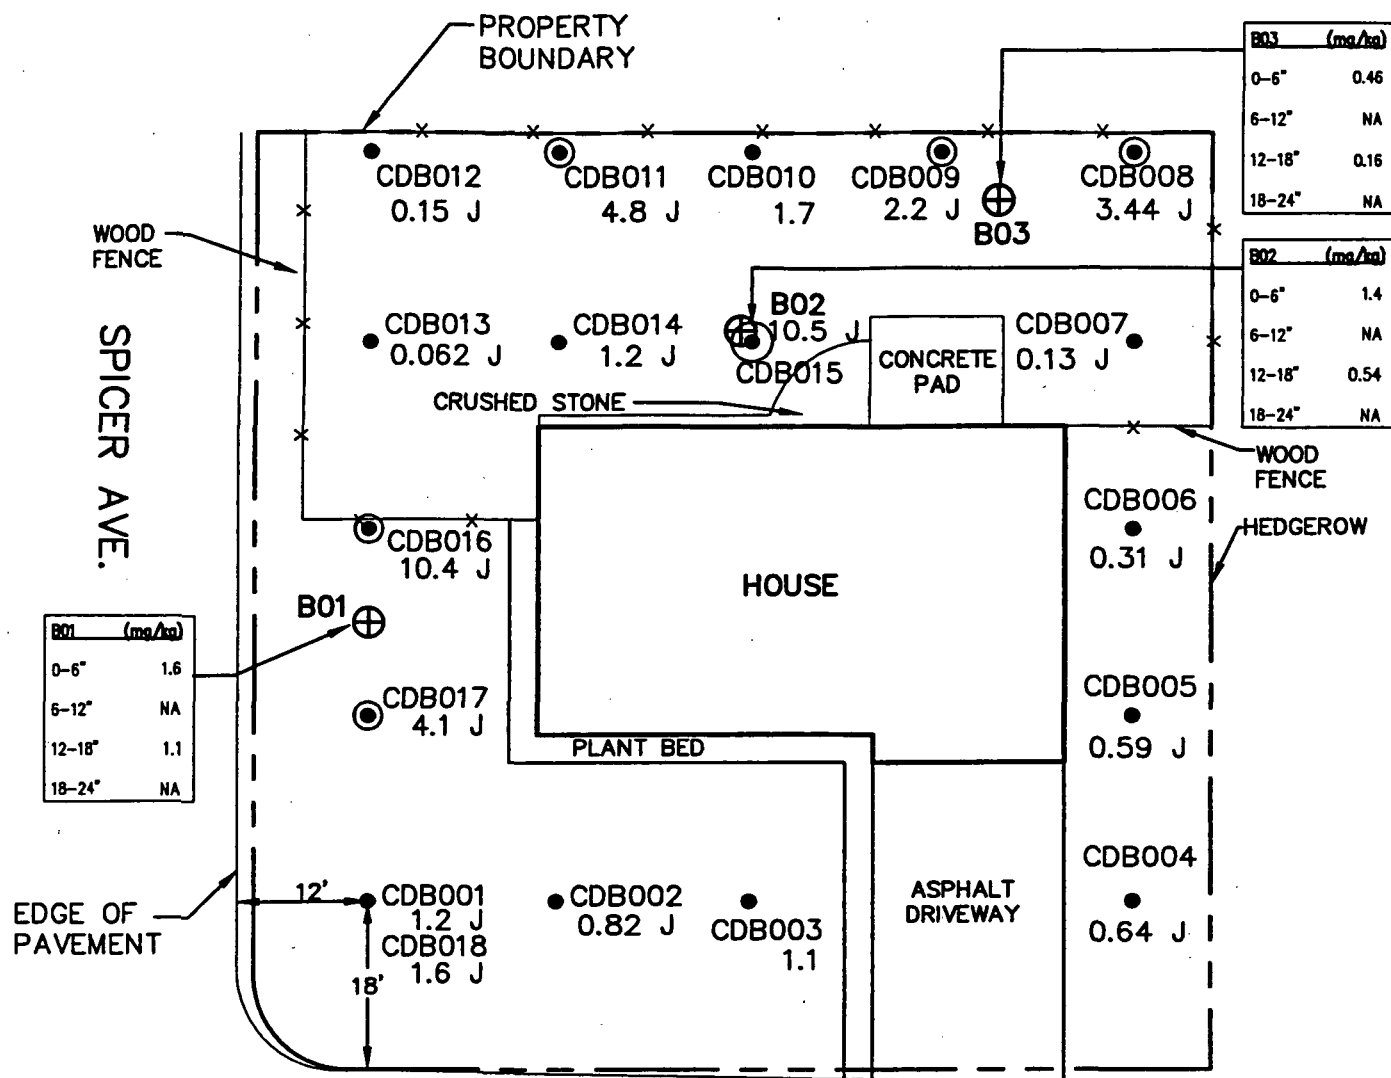 PROPERTY
BOUNDARY
B03 (mg/kg)
0-6" 0.46
6-12" NA
12-18" 0.16
18-24" NA
CDB012
0.15 J
CDB011
4.8 J
CDB010
1.7
CDB009
2.2 J
B03
CDB008
3.44 J
WOOD
FENCE
B02 (mg/kg)
0-6" 1.4
6-12" NA
12-18" 0.54
18-24" NA
SPICER AVE.
CDB013
0.062 J
CDB014
1.2 J
B02
10.5 J
CDB015
CONCRETE
PAD
CDB007
0.13 J
CRUSHED STONE
WOOD
FENCE
CDB016
10.4 J
CDB006
0.31 J
HEDGEROW
HOUSE
B01
B01 (mg/kg)
0-6" 1.6
6-12" NA
12-18" 1.1
18-24" NA
CDB017
4.1 J
CDB005
0.59 J
PLANT BED
CDB004
0.64 J
12'
CDB001
1.2 J
CDB018
1.6 J
18'
CDB002
0.82 J
CDB003
1.1
ASPHALT
DRIVEWAY
EDGE OF
PAVEMENT